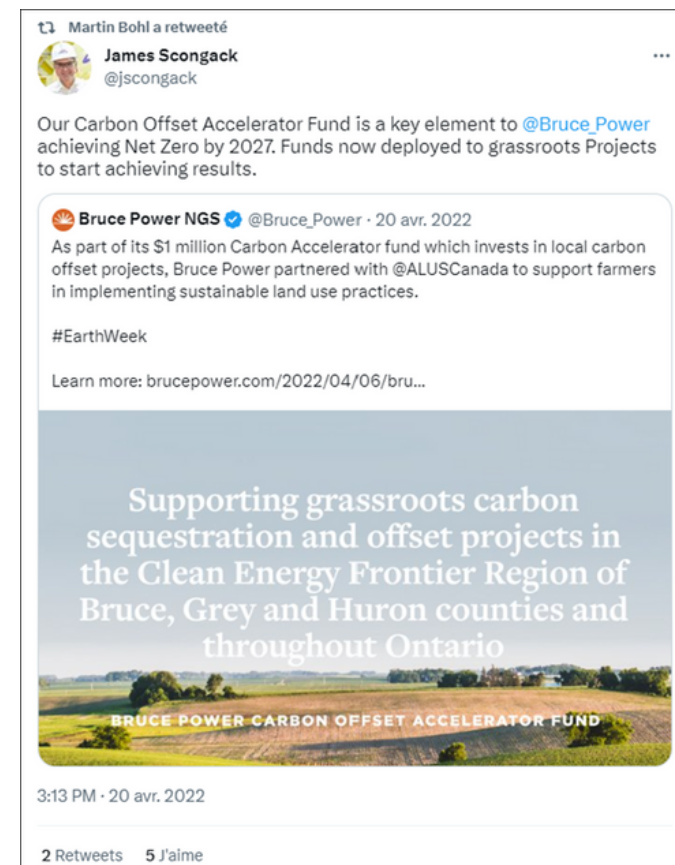 Martin Bohl a retweeté
James Scongack
@jscongack
Our Carbon Offset Accelerator Fund is a key element to @Bruce_Power
achieving Net Zero by 2027. Funds now deployed to grassroots Projects
to start achieving results.
Bruce Power NGS @Bruce_Power · 20 avr. 2022
As part of its $1 million Carbon Accelerator fund which invests in local carbon
offset projects, Bruce Power partnered with @ALUSCanada to support farmers
in implementing sustainable land use practices.
#EarthWeek
Learn more: brucepower.com/2022/04/06/bru...
Supporting grassroots carbon
sequestration and offset projects in
the Clean Energy Frontier Region of
Bruce, Grey and Huron counties and
throughout Ontario
BRUCE POWER CARBON OFFSET ACCELERATOR FUND
3:13 PM · 20 avr. 2022
2 Retweets 5 J'aime